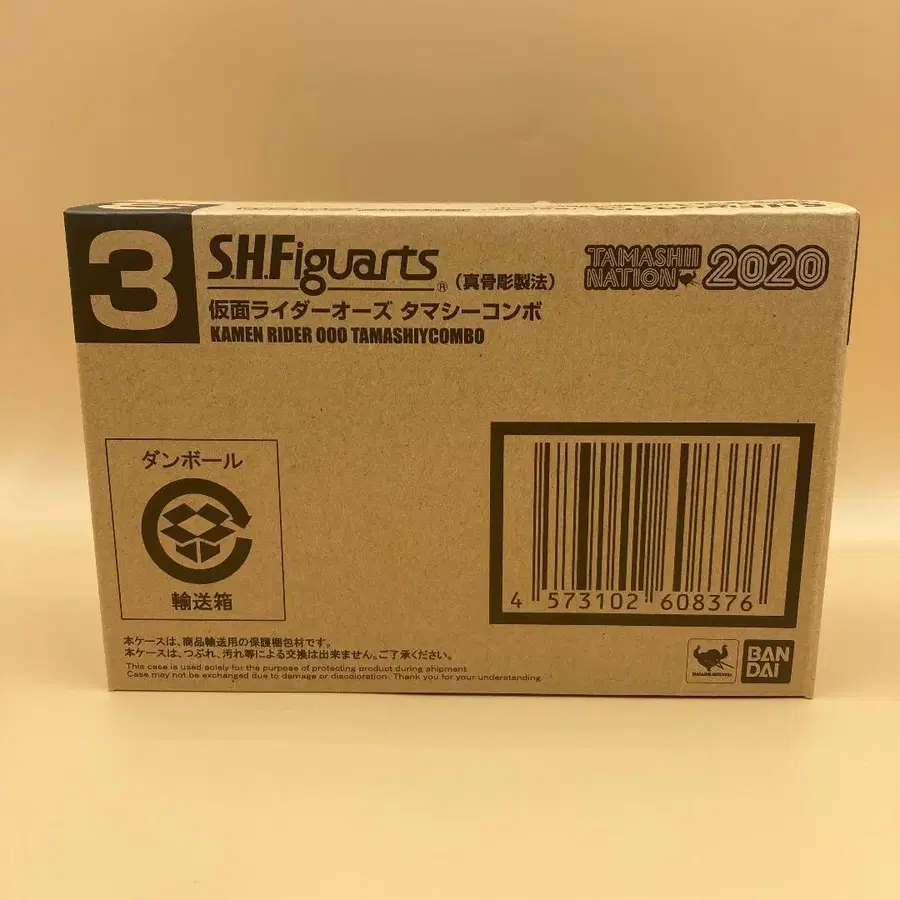 3
S.H.Figuarts® (真骨彫製法)
TAMASHII NATION 2020
仮面ライダーオーズ タマシーコンボ
KAMEN RIDER OOO TAMASHIYCOMBO
ダンボール
輸送箱
4 573102 608376
本ケースは、商品輸送用の保護梱包材です。
本ケースは、つぶれ、汚れ等による交換は出来ません。ご了承ください。
This case is used solely for the purpose of protecting product during shipment.
Case may not be exchanged due to damage or discoloration. Thank you for your understanding.
BANDAI